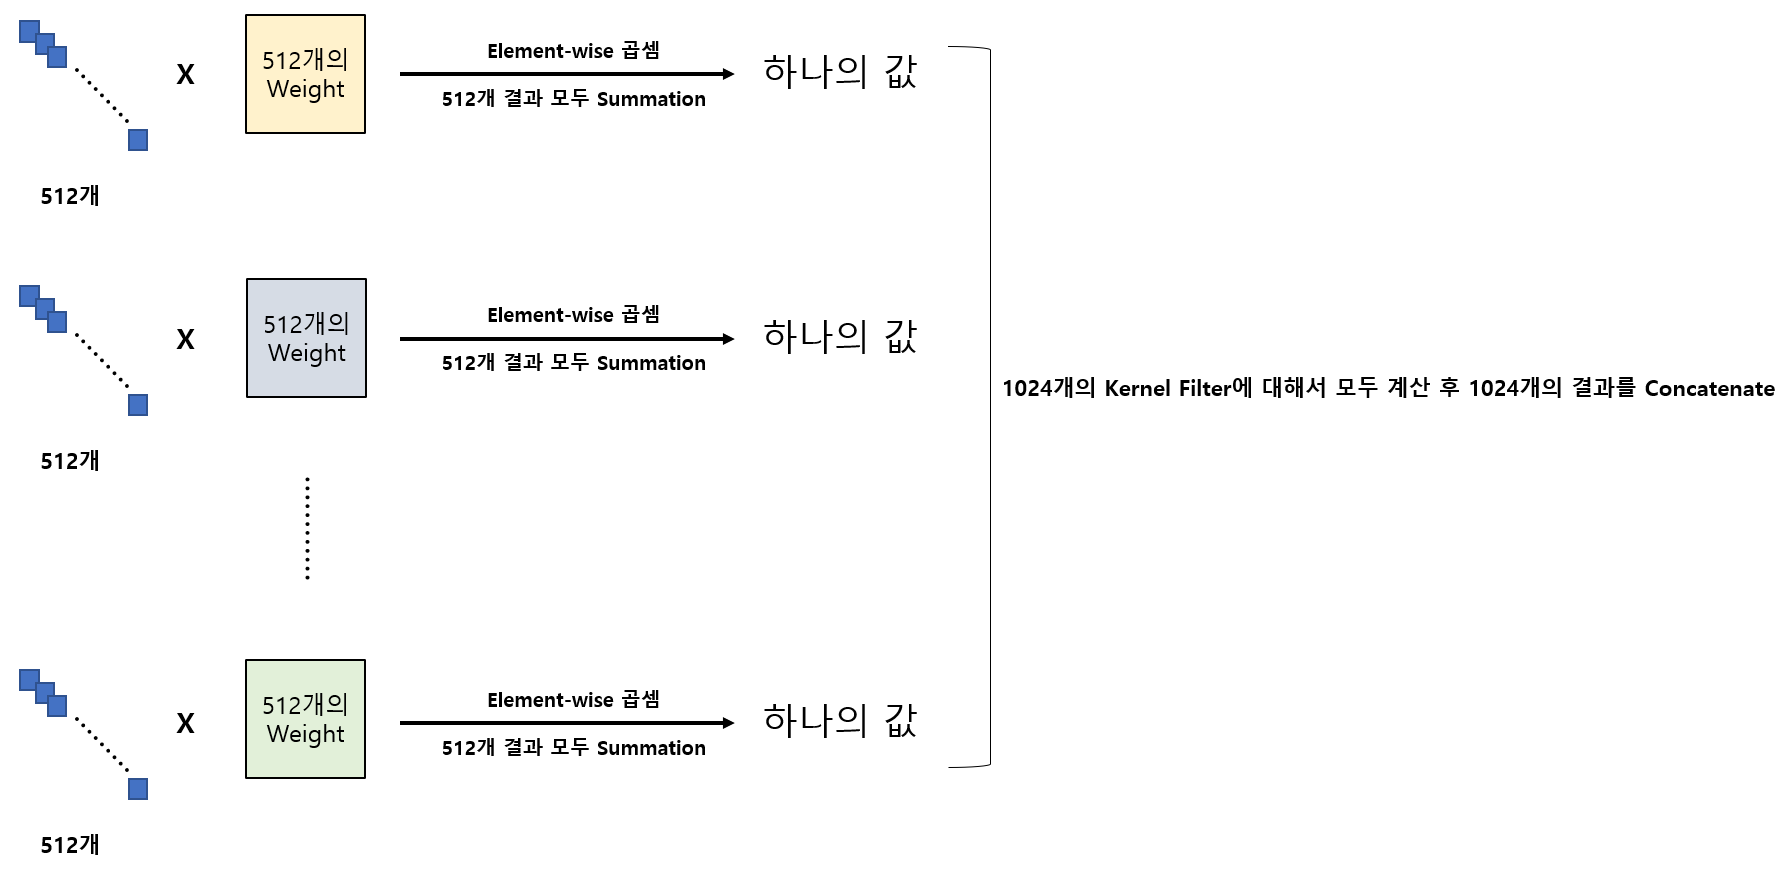 X
512개의
Weight
Element-wise 곱셈
512개 결과 모두 Summation
하나의 값
512개
X
512개의
Weight
Element-wise 곱셈
512개 결과 모두 Summation
하나의 값
512개
1024개의 Kernel Filter에 대해서 모두 계산 후 1024개의 결과를 Concatenate
X
512개의
Weight
Element-wise 곱셈
512개 결과 모두 Summation
하나의 값
512개